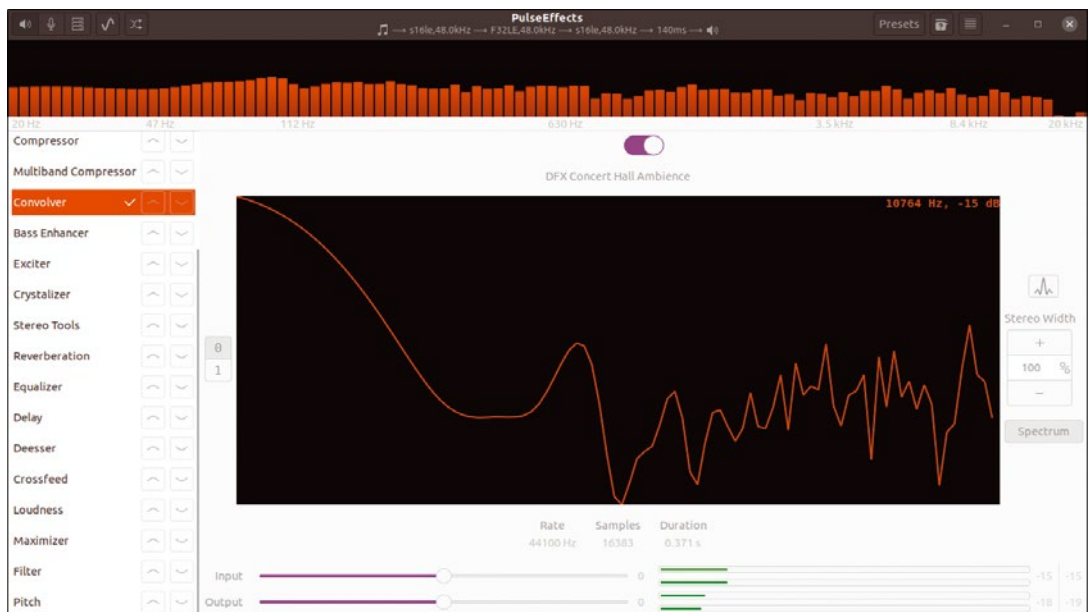 PulseEffects
s16le,48.0kHz → F32LE,48.0kHz → s16le,48.0kHz → 140ms →
Presets
20 Hz 47 Hz 112 Hz 630 Hz 3.5 kHz 8.4 kHz 20 kHz
Compressor
Multiband Compressor
Convolver
Bass Enhancer
Exciter
Crystalizer
Stereo Tools
Reverberation
Equalizer
Delay
Deesser
Crossfeed
Loudness
Maximizer
Filter
Pitch
DFX Concert Hall Ambience
10764 Hz, -15 dB
0
1
Stereo Width
+
100 %
−
Spectrum
Rate Samples Duration
44100 Hz 16383 0.371 s
Input 0 -15 -15
Output 0 -18 -19